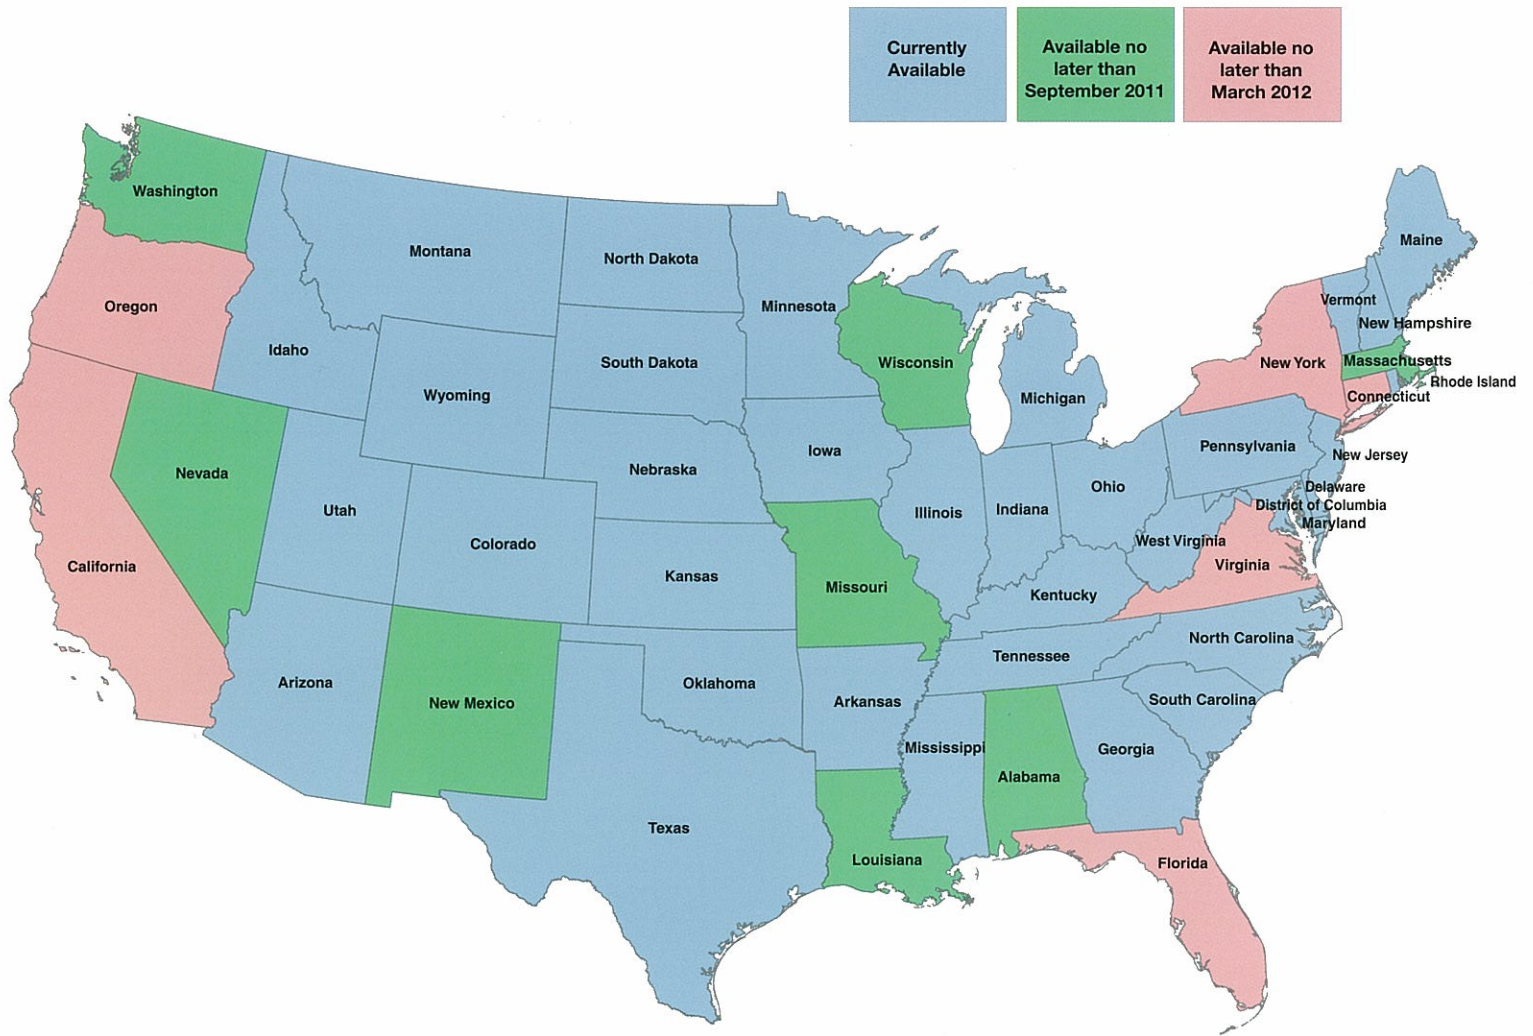 Currently
Available
Available no
later than
September 2011
Available no
later than
March 2012
Washington
Oregon
California
Nevada
Idaho
Montana
Wyoming
Utah
Arizona
Colorado
New Mexico
North Dakota
South Dakota
Nebraska
Kansas
Oklahoma
Texas
Minnesota
Iowa
Missouri
Arkansas
Louisiana
Wisconsin
Illinois
Michigan
Indiana
Ohio
Kentucky
Tennessee
Mississippi
Alabama
Georgia
Florida
South Carolina
North Carolina
Virginia
West Virginia
Maryland
District of Columbia
Delaware
New Jersey
Pennsylvania
New York
Connecticut
Rhode Island
Massachusetts
New Hampshire
Vermont
Maine